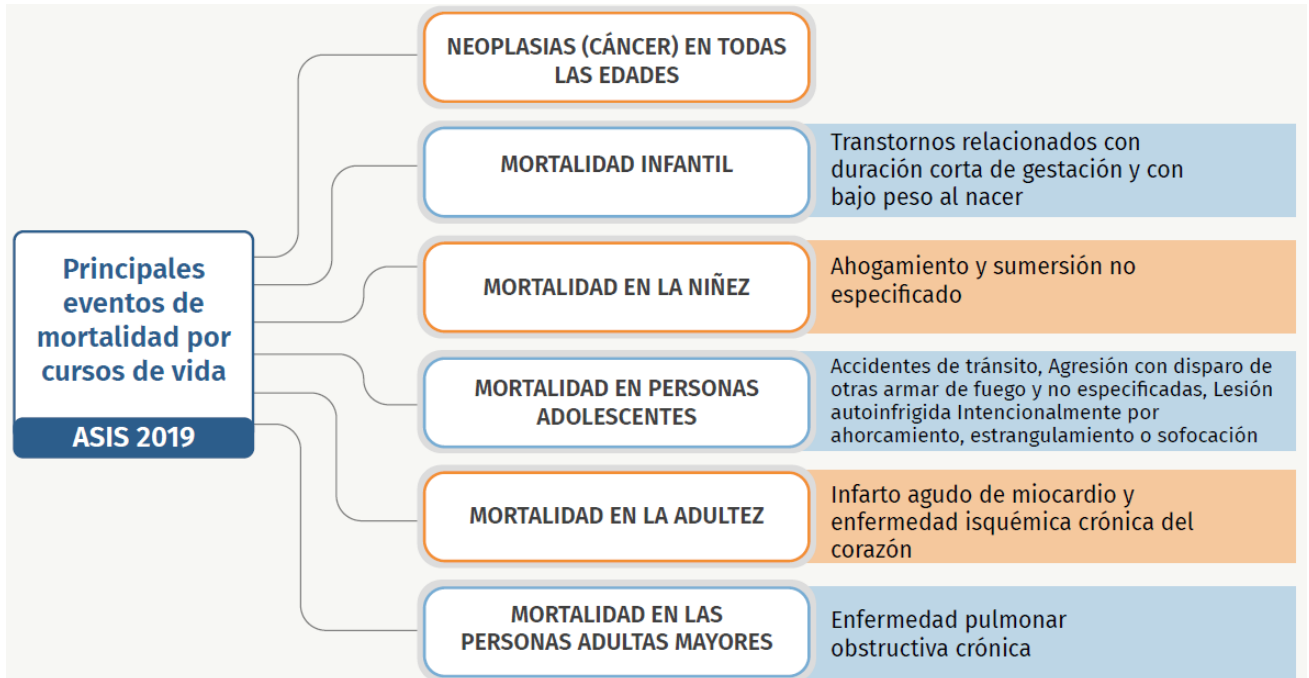 Principales
eventos de
mortalidad por
cursos de vida
ASIS 2019
NEOPLASIAS (CÁNCER) EN TODAS
LAS EDADES
MORTALIDAD INFANTIL
Transtornos relacionados con
duración corta de gestación y con
bajo peso al nacer
MORTALIDAD EN LA NIÑEZ
Ahogamiento y sumersión no
especificado
MORTALIDAD EN PERSONAS
ADOLESCENTES
Accidentes de tránsito, Agresión con disparo de
otras armar de fuego y no especificadas, Lesión
autoinfrigida Intencionalmente por
ahorcamiento, estrangulamiento o sofocación
MORTALIDAD EN LA ADULTEZ
Infarto agudo de miocardio y
enfermedad isquémica crónica del
corazón
MORTALIDAD EN LAS
PERSONAS ADULTAS MAYORES
Enfermedad pulmonar
obstructiva crónica